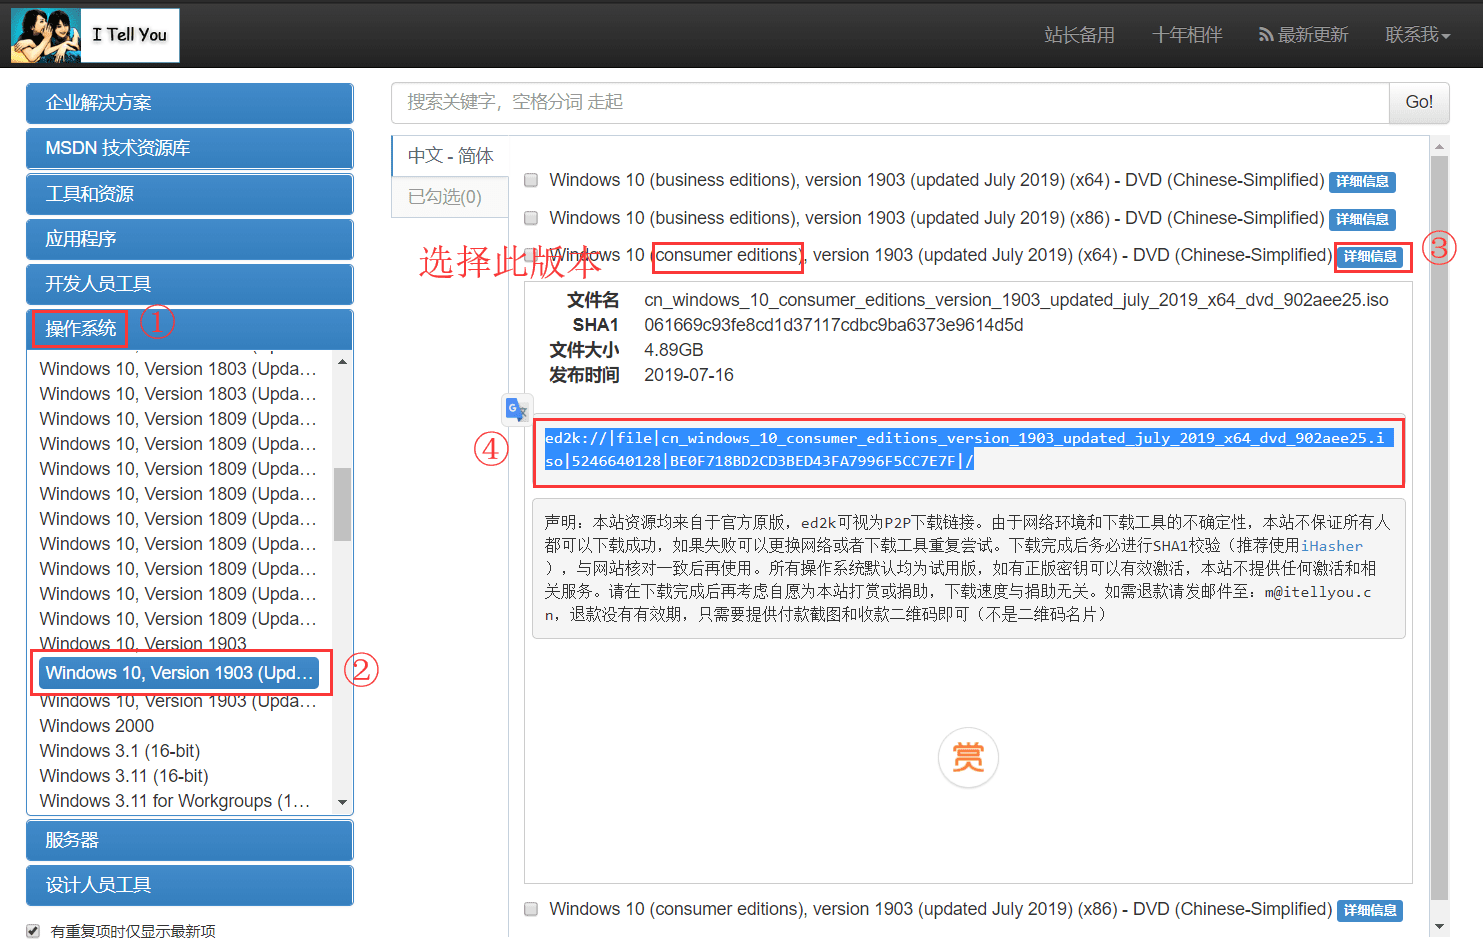 I Tell You
站长备用
十年相伴
最新更新
联系我
企业解决方案
MSDN 技术资源库
工具和资源
应用程序
开发人员工具
操作系统
①
Windows 10, Version 1803 (Upda…
Windows 10, Version 1803 (Upda…
Windows 10, Version 1809 (Upda…
Windows 10, Version 1809 (Upda…
Windows 10, Version 1809 (Upda…
Windows 10, Version 1809 (Upda…
Windows 10, Version 1809 (Upda…
Windows 10, Version 1809 (Upda…
Windows 10, Version 1809 (Upda…
Windows 10, Version 1809 (Upda…
Windows 10, Version 1809 (Upda…
Windows 10, Version 1903
Windows 10, Version 1903 (Upd…
②
Windows 10, Version 1903 (Upda…
Windows 2000
Windows 3.1 (16-bit)
Windows 3.11 (16-bit)
Windows 3.11 for Workgroups (1…
服务器
设计人员工具
有重复项时仅显示最新项
搜索关键字，空格分词 走起
Go!
中文 - 简体
已勾选(0)
Windows 10 (business editions), version 1903 (updated July 2019) (x64) - DVD (Chinese-Simplified) 详细信息
Windows 10 (business editions), version 1903 (updated July 2019) (x86) - DVD (Chinese-Simplified) 详细信息
选择此版本
Windows 10 (consumer editions), version 1903 (updated July 2019) (x64) - DVD (Chinese-Simplified) 详细信息
③
文件名 cn_windows_10_consumer_editions_version_1903_updated_july_2019_x64_dvd_902aee25.iso
SHA1 061669c93fe8cd1d37117cdbc9ba6373e9614d5d
文件大小 4.89GB
发布时间 2019-07-16
④
ed2k://|file|cn_windows_10_consumer_editions_version_1903_updated_july_2019_x64_dvd_902aee25.i
so|5246640128|BE0F718BD2CD3BED43FA7996F5CC7E7F|/
声明：本站资源均来自于官方原版，ed2k可视为P2P下载链接。由于网络环境和下载工具的不确定性，本站不保证所有人
都可以下载成功，如果失败可以更换网络或者下载工具重复尝试。下载完成后务必进行SHA1校验（推荐使用iHasher
），与网站核对一致后再使用。所有操作系统默认均为试用版，如有正版密钥可以有效激活，本站不提供任何激活和相
关服务。请在下载完成后再考虑自愿为本站打赏或捐助，下载速度与捐助无关。如需退款请发邮件至：m@itellyou.c
n，退款没有有效期，只需要提供付款截图和收款二维码即可（不是二维码名片）
赏
Windows 10 (consumer editions), version 1903 (updated July 2019) (x86) - DVD (Chinese-Simplified) 详细信息